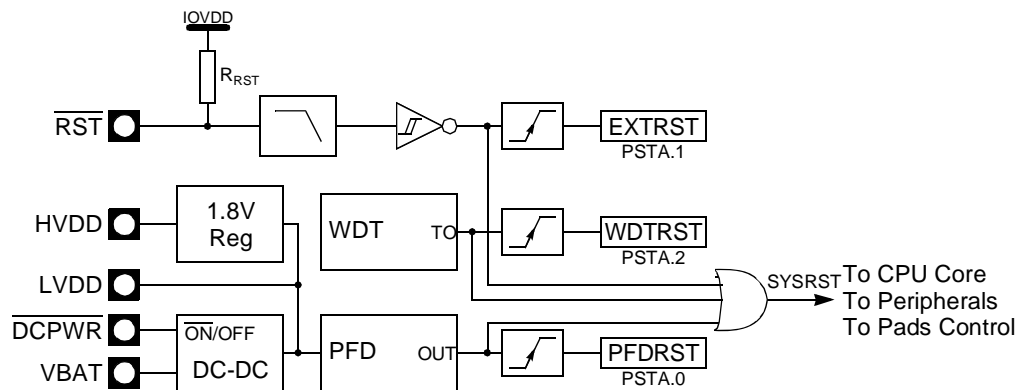 IOVDD
RRST
RST
EXTRST
PSTA.1
HVDD
1.8V
Reg
WDT
TO
WDTRST
PSTA.2
LVDD
SYSRST
To CPU Core
To Peripherals
To Pads Control
DCPWR
ON/OFF
DC-DC
VBAT
PFD
OUT
PFDRST
PSTA.0